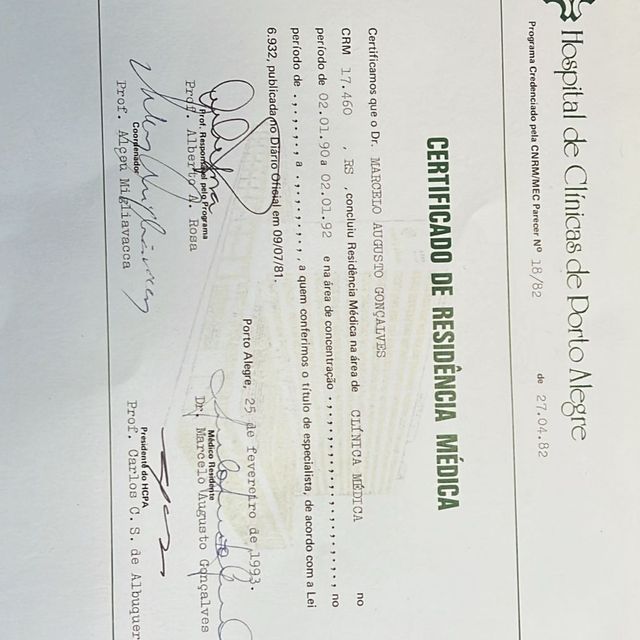 Hospital de Clínicas de Porto Alegre
Programa Credenciado pela CNRM/MEC Parecer Nº 18/82 de 27.04.82
CERTIFICADO DE RESIDÊNCIA MÉDICA
Certificamos que o Dr. MARCELO AUGUSTO GONÇALVES
CRM 17.460 , RS , concluiu Residência Médica na área de CLÍNICA MÉDICA no
período de 02.01.90 a 02.01.92 e na área de concentração .,.,.,.,.,.,.,.,.,.,.,., no
período de .,.,.,., a .,.,.,.,., , a quem conferimos o título de especialista, de acordo com a Lei
6.932, publicada no Diário Oficial em 09/07/81.
Porto Alegre, 25 de fevereiro de 1993.
Prof. Responsável pelo Programa
Prof. Alberto A. Rosa
Médico Residente
Dr. Marcelo Augusto Gonçalves
Coordenador
Prof. Alçeu Migliavacca
Presidente do HCPA
Prof. Carlos C. S. de Albuquer